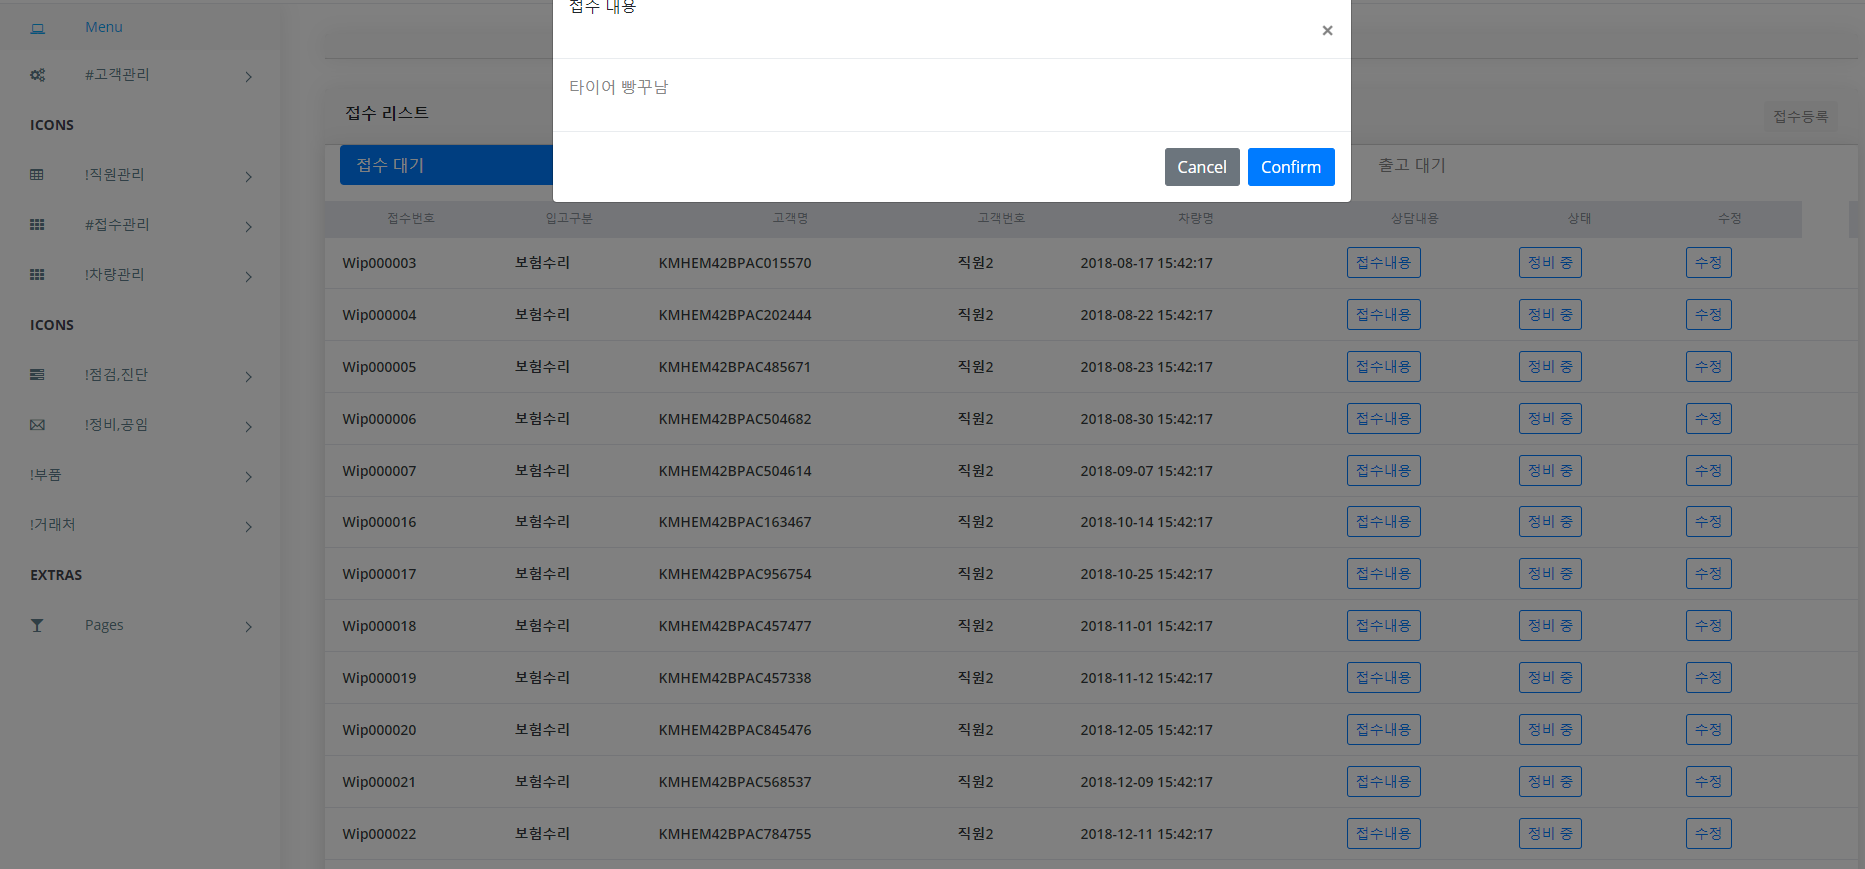 Menu
#고객관리
ICONS
!직원관리
#접수관리
!차량관리
ICONS
!점검,진단
!정비,공임
!부품
!거래처
EXTRAS
Pages
접수 내용
×
타이어 빵꾸남
Cancel Confirm
접수 리스트
접수등록
접수 대기
출고 대기
접수번호 입고구분 고객명 고객번호 차량명 상담내용 상태 수정
Wip000003 보험수리 KMHEM42BPAC015570 직원2 2018-08-17 15:42:17 접수내용 정비 중 수정
Wip000004 보험수리 KMHEM42BPAC202444 직원2 2018-08-22 15:42:17 접수내용 정비 중 수정
Wip000005 보험수리 KMHEM42BPAC485671 직원2 2018-08-23 15:42:17 접수내용 정비 중 수정
Wip000006 보험수리 KMHEM42BPAC504682 직원2 2018-08-30 15:42:17 접수내용 정비 중 수정
Wip000007 보험수리 KMHEM42BPAC504614 직원2 2018-09-07 15:42:17 접수내용 정비 중 수정
Wip000016 보험수리 KMHEM42BPAC163467 직원2 2018-10-14 15:42:17 접수내용 정비 중 수정
Wip000017 보험수리 KMHEM42BPAC956754 직원2 2018-10-25 15:42:17 접수내용 정비 중 수정
Wip000018 보험수리 KMHEM42BPAC457477 직원2 2018-11-01 15:42:17 접수내용 정비 중 수정
Wip000019 보험수리 KMHEM42BPAC457338 직원2 2018-11-12 15:42:17 접수내용 정비 중 수정
Wip000020 보험수리 KMHEM42BPAC845476 직원2 2018-12-05 15:42:17 접수내용 정비 중 수정
Wip000021 보험수리 KMHEM42BPAC568537 직원2 2018-12-09 15:42:17 접수내용 정비 중 수정
Wip000022 보험수리 KMHEM42BPAC784755 직원2 2018-12-11 15:42:17 접수내용 정비 중 수정